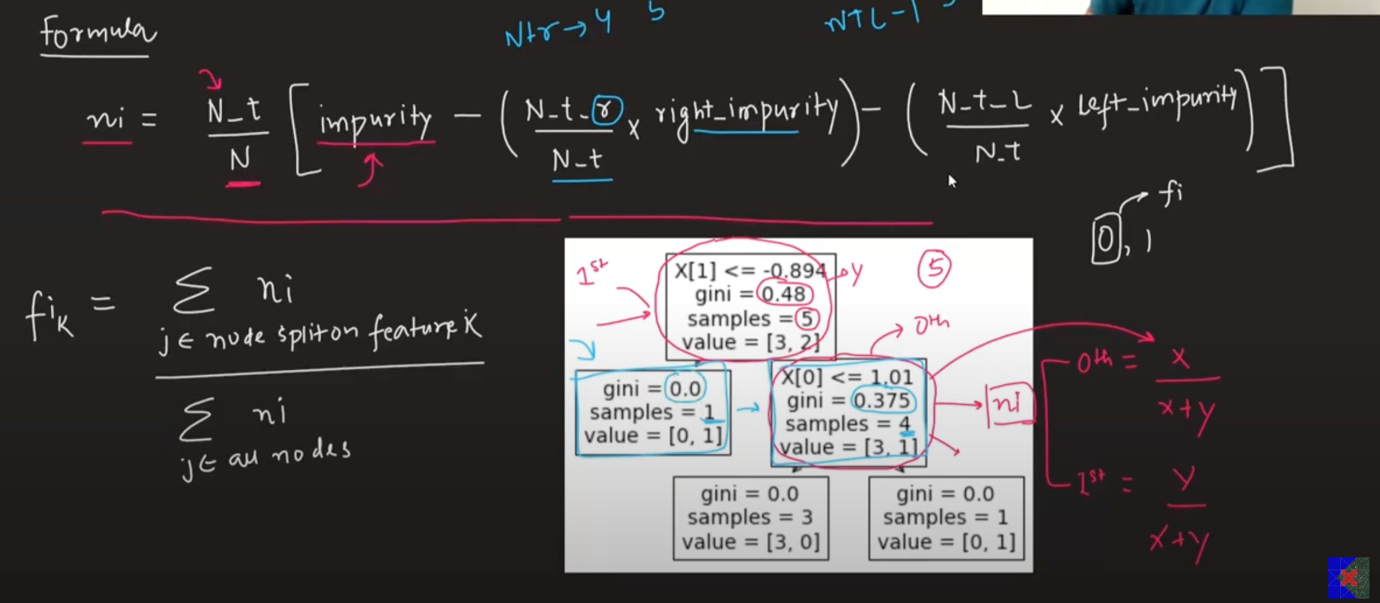 Formula
N t r → 4 5
N t L - 1
ni = N_t / N [ impurity - ( N_t_r / N_t × right_impurity ) - ( N_t_L / N_t × Left_impurity ) ]
0, 1 → fi
fi_K = Σ ni j ∈ node split on feature K / Σ ni j ∈ all nodes
1st
X[1] <= -0.894
gini = 0.48
samples = 5
value = [3, 2]
y
5
0th
gini = 0.0
samples = 1
value = [0, 1]
X[0] <= 1.01
gini = 0.375
samples = 4
value = [3, 1]
ni
gini = 0.0
samples = 3
value = [3, 0]
gini = 0.0
samples = 1
value = [0, 1]
0th = x / x+y
1st = y / x+y